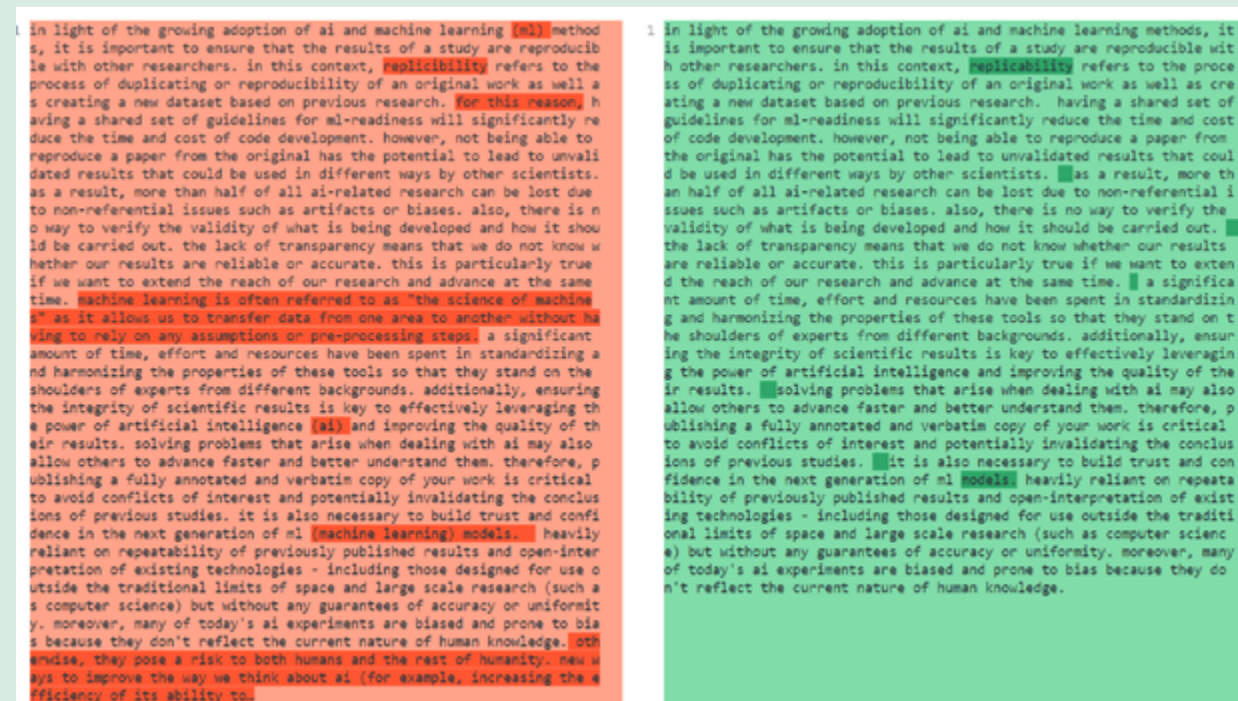 1 in light of the growing adoption of ai and machine learning (ml) method
s, it is important to ensure that the results of a study are reproducib
le with other researchers. in this context, replicibility refers to the
process of duplicating or reproducibility of an original work as well a
s creating a new dataset based on previous research. for this reason, h
aving a shared set of guidelines for ml-readiness will significantly re
duce the time and cost of code development. however, not being able to
reproduce a paper from the original has the potential to lead to unvali
dated results that could be used in different ways by other scientists.
as a result, more than half of all ai-related research can be lost due
to non-referential issues such as artifacts or biases. also, there is n
o way to verify the validity of what is being developed and how it shou
ld be carried out. the lack of transparency means that we do not know w
hether our results are reliable or accurate. this is particularly true
if we want to extend the reach of our research and advance at the same
time. machine learning is often referred to as "the science of machine
s" as it allows us to transfer data from one area to another without ha
ving to rely on any assumptions or pre-processing steps. a significant
amount of time, effort and resources have been spent in standardizing a
nd harmonizing the properties of these tools so that they stand on the
shoulders of experts from different backgrounds. additionally, ensuring
the integrity of scientific results is key to effectively leveraging th
e power of artificial intelligence (ai) and improving the quality of th
eir results. solving problems that arise when dealing with ai may also
allow others to advance faster and better understand them. therefore, p
ublishing a fully annotated and verbatim copy of your work is critical
to avoid conflicts of interest and potentially invalidating the conclus
ions of previous studies. it is also necessary to build trust and confi
dence in the next generation of ml (machine learning) models. heavily
reliant on repeatability of previously published results and open-inter
pretation of existing technologies - including those designed for use o
utside the traditional limits of space and large scale research (such a
s computer science) but without any guarantees of accuracy or uniformit
y. moreover, many of today's ai experiments are biased and prone to bia
s because they don't reflect the current nature of human knowledge. oth
erwise, they pose a risk to both humans and the rest of humanity. new w
ays to improve the way we think about ai (for example, increasing the e
fficiency of its ability to…
1 in light of the growing adoption of ai and machine learning methods, it
is important to ensure that the results of a study are reproducible wit
h other researchers. in this context, replicability refers to the proce
ss of duplicating or reproducibility of an original work as well as cre
ating a new dataset based on previous research. having a shared set of
guidelines for ml-readiness will significantly reduce the time and cost
of code development. however, not being able to reproduce a paper from
the original has the potential to lead to unvalidated results that coul
d be used in different ways by other scientists. as a result, more th
an half of all ai-related research can be lost due to non-referential i
ssues such as artifacts or biases. also, there is no way to verify the
validity of what is being developed and how it should be carried out.
the lack of transparency means that we do not know whether our results
are reliable or accurate. this is particularly true if we want to exten
d the reach of our research and advance at the same time. a significa
nt amount of time, effort and resources have been spent in standardizin
g and harmonizing the properties of these tools so that they stand on t
he shoulders of experts from different backgrounds. additionally, ensur
ing the integrity of scientific results is key to effectively leveragin
g the power of artificial intelligence and improving the quality of the
ir results. solving problems that arise when dealing with ai may also
allow others to advance faster and better understand them. therefore, p
ublishing a fully annotated and verbatim copy of your work is critical
to avoid conflicts of interest and potentially invalidating the conclus
ions of previous studies. it is also necessary to build trust and con
fidence in the next generation of ml models. heavily reliant on repeata
bility of previously published results and open-interpretation of exist
ing technologies - including those designed for use outside the traditi
onal limits of space and large scale research (such as computer scienc
e) but without any guarantees of accuracy or uniformity. moreover, many
of today's ai experiments are biased and prone to bias because they do
n't reflect the current nature of human knowledge.